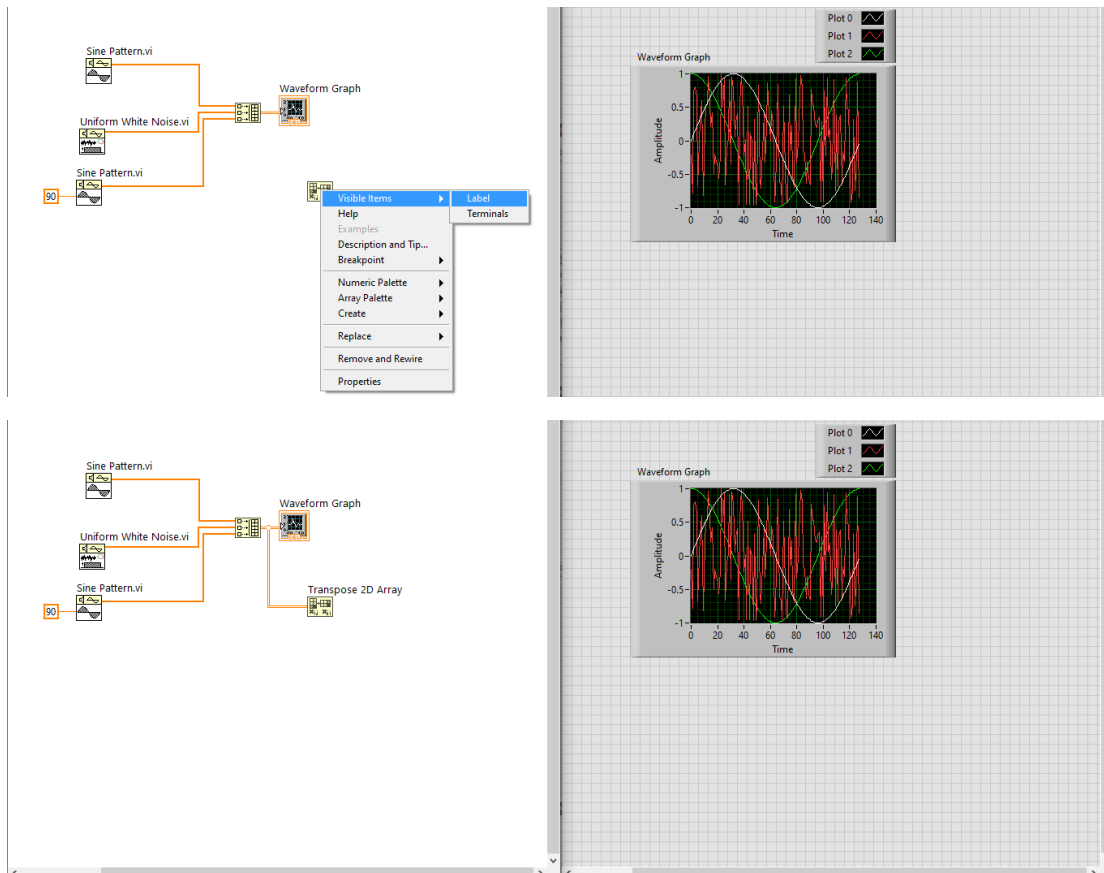 Sine Pattern.vi
Waveform Graph
Uniform White Noise.vi
Sine Pattern.vi
90
Visible Items
Help
Examples
Description and Tip...
Breakpoint
Numeric Palette
Array Palette
Create
Replace
Remove and Rewire
Properties
Label
Terminals
Plot 0
Plot 1
Plot 2
Waveform Graph
Amplitude
1
0.5
0
-0.5
-1
0 20 40 60 80 100 120 140
Time
Sine Pattern.vi
Waveform Graph
Uniform White Noise.vi
Sine Pattern.vi
90
Transpose 2D Array
Plot 0
Plot 1
Plot 2
Waveform Graph
Amplitude
1
0.5
0
-0.5
-1
0 20 40 60 80 100 120 140
Time